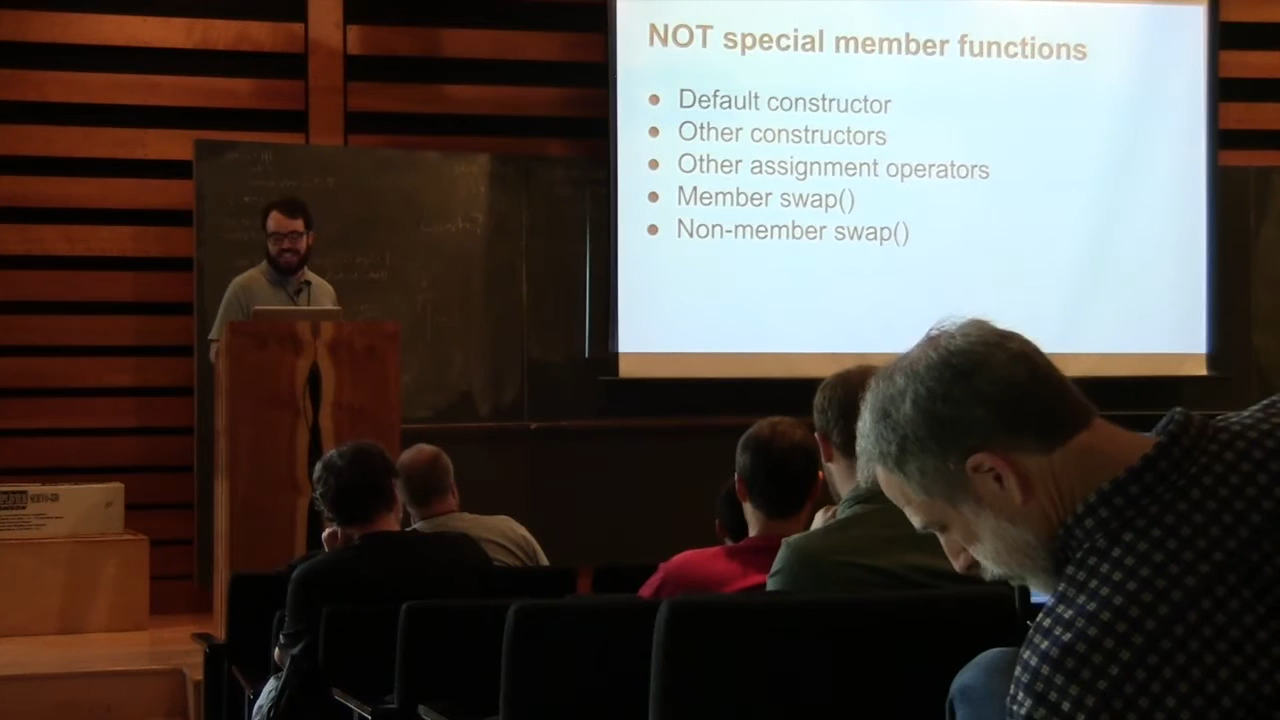 NOT special member functions
● Default constructor
● Other constructors
● Other assignment operators
● Member swap()
● Non-member swap()